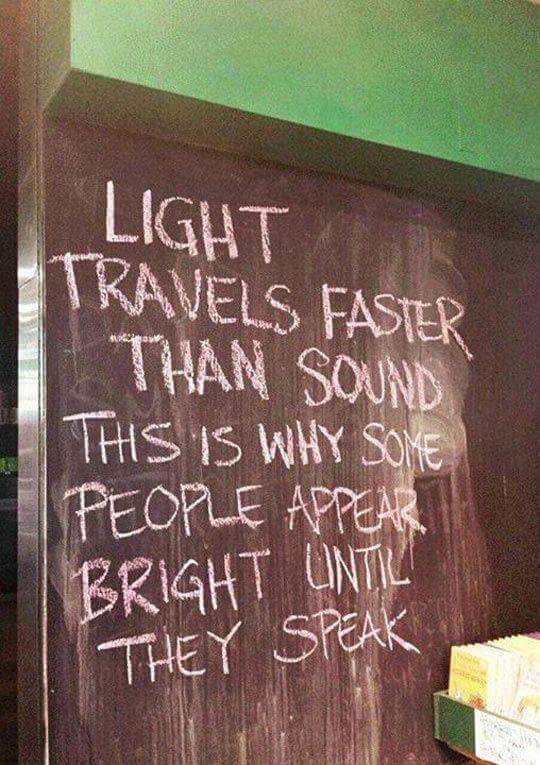 LIGHT
TRAVELS FASTER
THAN SOUND
THIS IS WHY SOME
PEOPLE APPEAR
BRIGHT UNTIL
THEY SPEAK